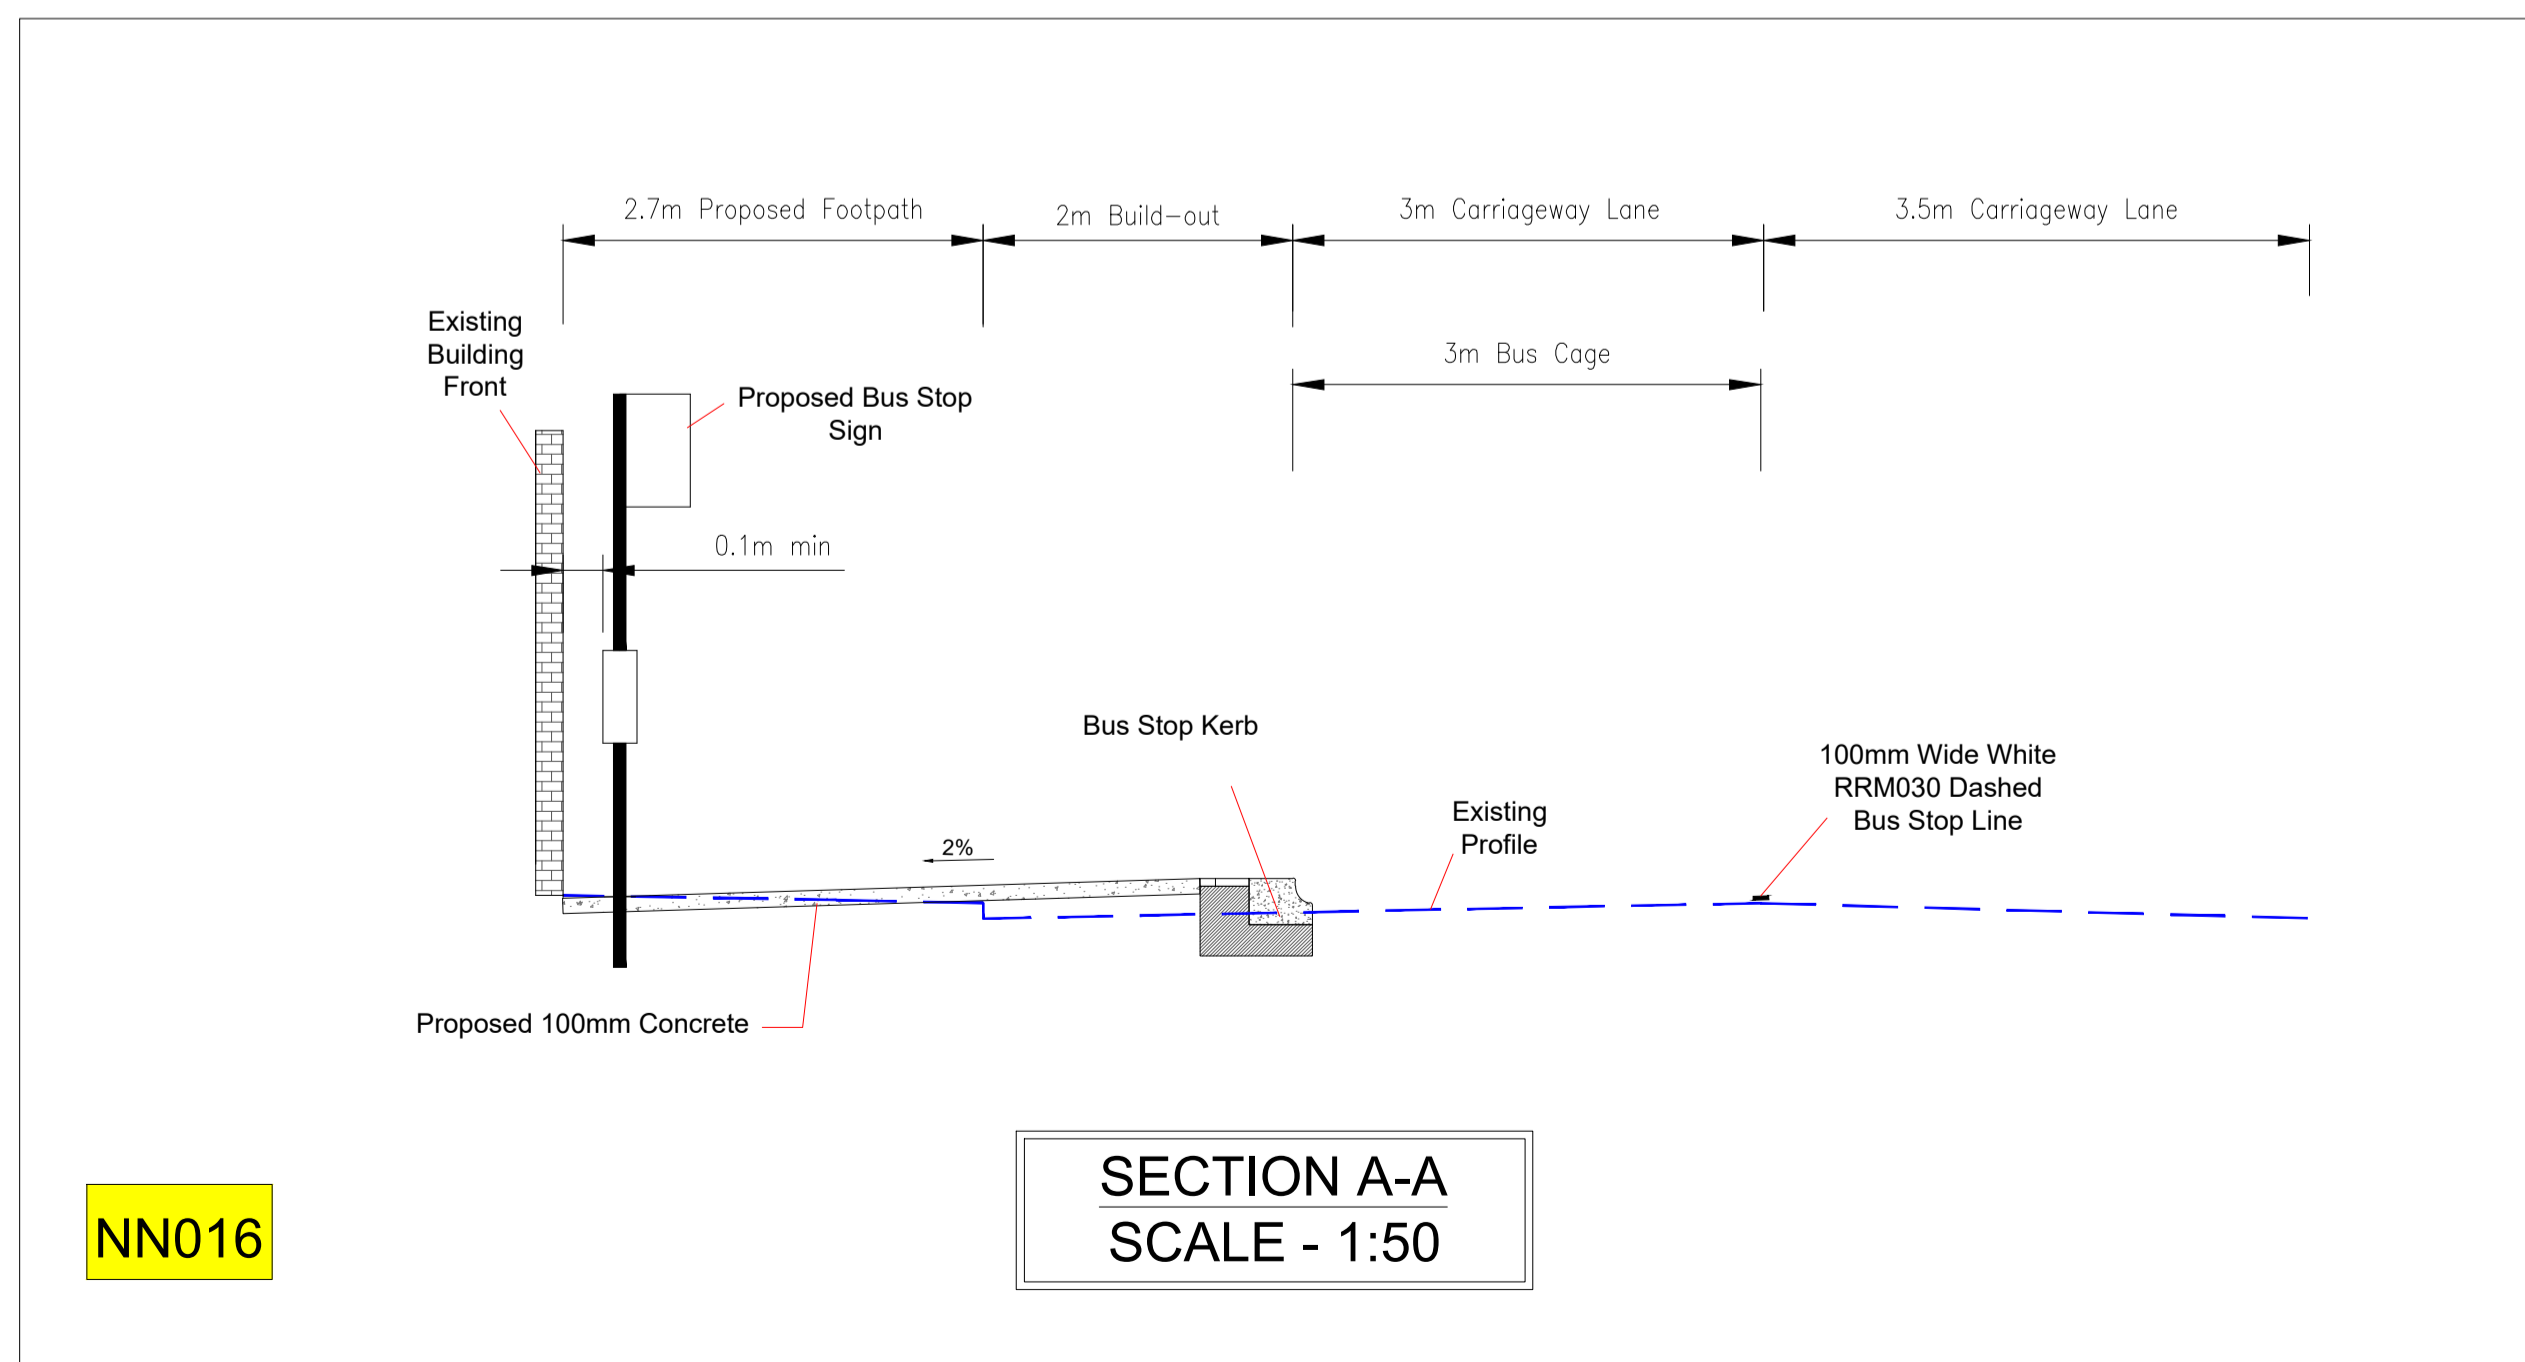 2.7m Proposed Footpath
2m Build-out
3m Carriageway Lane
3.5m Carriageway Lane
Existing
Building
Front
3m Bus Cage
Proposed Bus Stop
Sign
0.1m min
Bus Stop Kerb
100mm Wide White
RRM030 Dashed
Bus Stop Line
Existing
Profile
2%
Proposed 100mm Concrete
SECTION A-A
SCALE - 1:50
NN016